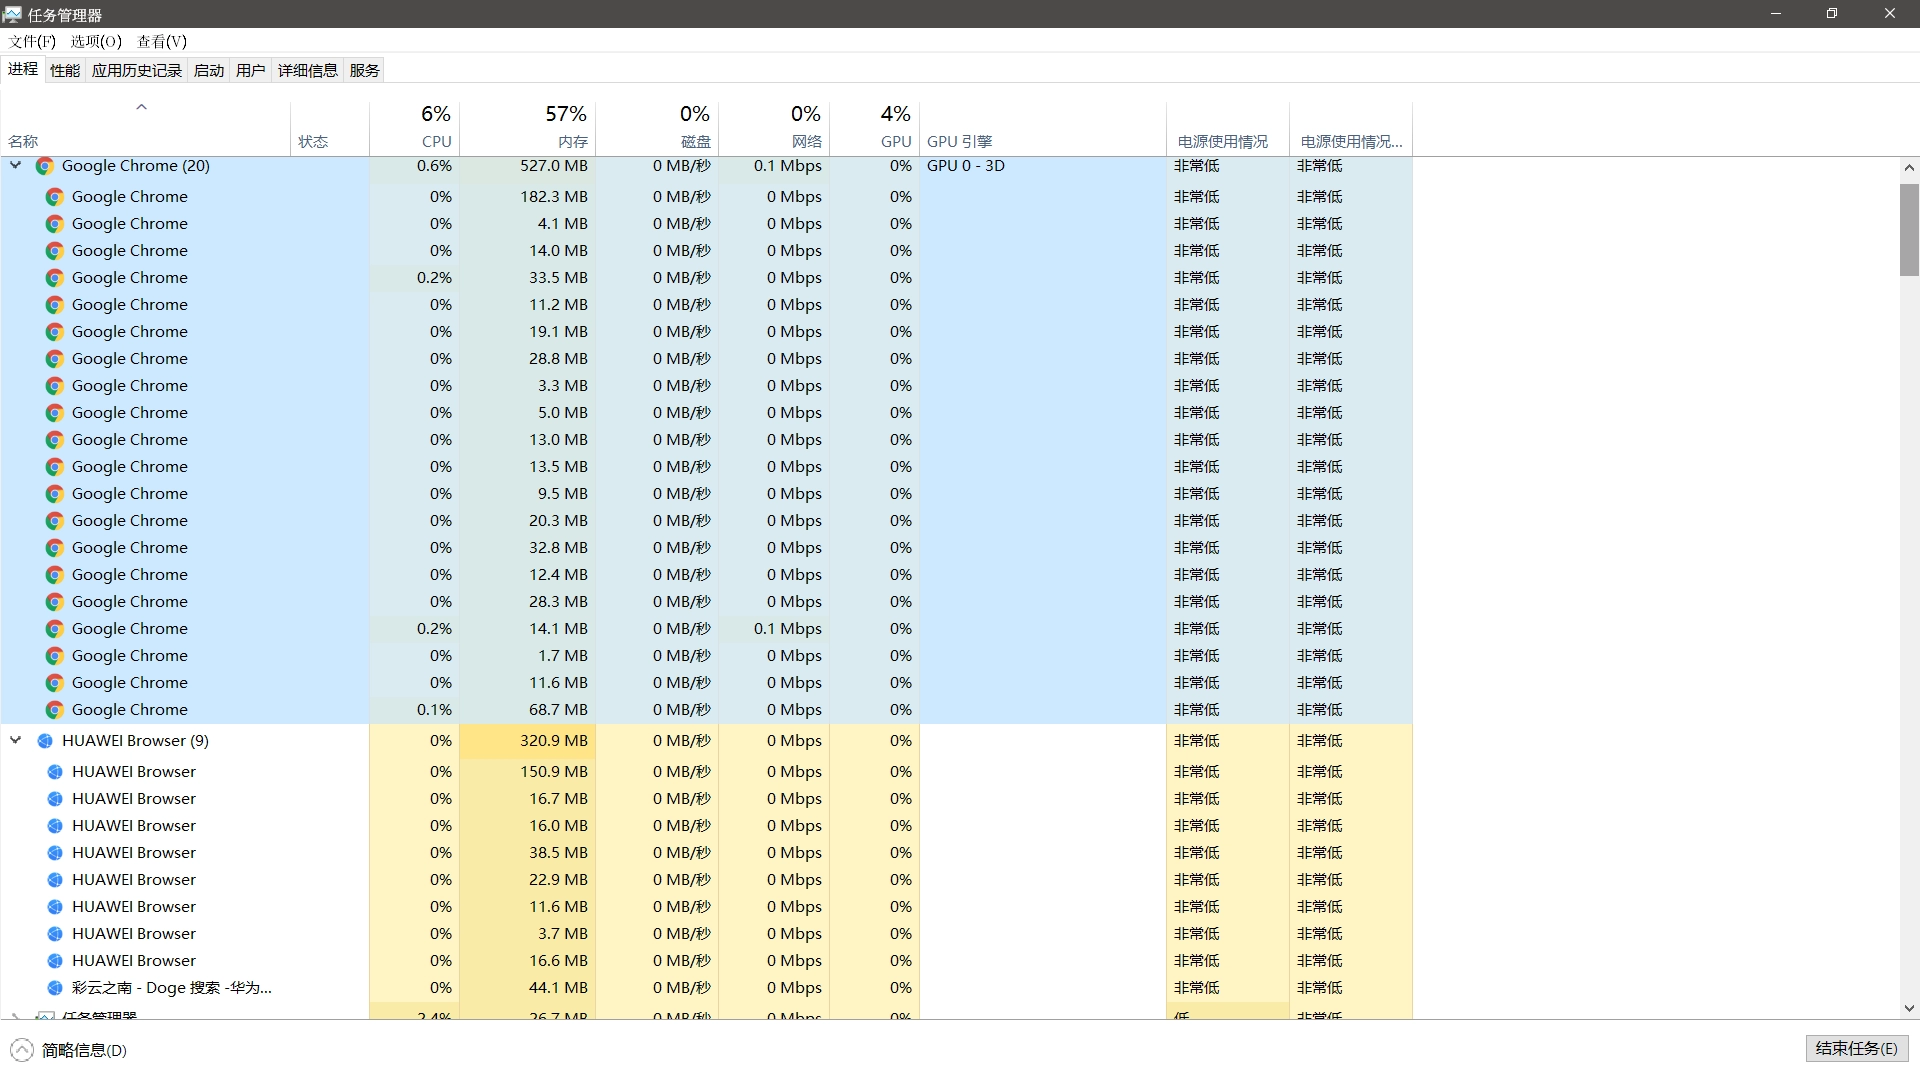 任务管理器
文件(F) 选项(O) 查看(V)
进程 性能 应用历史记录 启动 用户 详细信息 服务
6% 57% 0% 0% 4%
名称 状态 CPU 内存 磁盘 网络 GPU GPU 引擎 电源使用情况 电源使用情况...
Google Chrome (20) 0.6% 527.0 MB 0 MB/秒 0.1 Mbps 0% GPU 0 - 3D 非常低 非常低
Google Chrome 0% 182.3 MB 0 MB/秒 0 Mbps 0% 非常低 非常低
Google Chrome 0% 4.1 MB 0 MB/秒 0 Mbps 0% 非常低 非常低
Google Chrome 0% 14.0 MB 0 MB/秒 0 Mbps 0% 非常低 非常低
Google Chrome 0.2% 33.5 MB 0 MB/秒 0 Mbps 0% 非常低 非常低
Google Chrome 0% 11.2 MB 0 MB/秒 0 Mbps 0% 非常低 非常低
Google Chrome 0% 19.1 MB 0 MB/秒 0 Mbps 0% 非常低 非常低
Google Chrome 0% 28.8 MB 0 MB/秒 0 Mbps 0% 非常低 非常低
Google Chrome 0% 3.3 MB 0 MB/秒 0 Mbps 0% 非常低 非常低
Google Chrome 0% 5.0 MB 0 MB/秒 0 Mbps 0% 非常低 非常低
Google Chrome 0% 13.0 MB 0 MB/秒 0 Mbps 0% 非常低 非常低
Google Chrome 0% 13.5 MB 0 MB/秒 0 Mbps 0% 非常低 非常低
Google Chrome 0% 9.5 MB 0 MB/秒 0 Mbps 0% 非常低 非常低
Google Chrome 0% 20.3 MB 0 MB/秒 0 Mbps 0% 非常低 非常低
Google Chrome 0% 32.8 MB 0 MB/秒 0 Mbps 0% 非常低 非常低
Google Chrome 0% 12.4 MB 0 MB/秒 0 Mbps 0% 非常低 非常低
Google Chrome 0% 28.3 MB 0 MB/秒 0 Mbps 0% 非常低 非常低
Google Chrome 0.2% 14.1 MB 0 MB/秒 0.1 Mbps 0% 非常低 非常低
Google Chrome 0% 1.7 MB 0 MB/秒 0 Mbps 0% 非常低 非常低
Google Chrome 0% 11.6 MB 0 MB/秒 0 Mbps 0% 非常低 非常低
Google Chrome 0.1% 68.7 MB 0 MB/秒 0 Mbps 0% 非常低 非常低
HUAWEI Browser (9) 0% 320.9 MB 0 MB/秒 0 Mbps 0% 非常低 非常低
HUAWEI Browser 0% 150.9 MB 0 MB/秒 0 Mbps 0% 非常低 非常低
HUAWEI Browser 0% 16.7 MB 0 MB/秒 0 Mbps 0% 非常低 非常低
HUAWEI Browser 0% 16.0 MB 0 MB/秒 0 Mbps 0% 非常低 非常低
HUAWEI Browser 0% 38.5 MB 0 MB/秒 0 Mbps 0% 非常低 非常低
HUAWEI Browser 0% 22.9 MB 0 MB/秒 0 Mbps 0% 非常低 非常低
HUAWEI Browser 0% 11.6 MB 0 MB/秒 0 Mbps 0% 非常低 非常低
HUAWEI Browser 0% 3.7 MB 0 MB/秒 0 Mbps 0% 非常低 非常低
HUAWEI Browser 0% 16.6 MB 0 MB/秒 0 Mbps 0% 非常低 非常低
彩云之南 - Doge 搜索 -华为... 0% 44.1 MB 0 MB/秒 0 Mbps 0% 非常低 非常低
任务管理器 2.4% 26.7 MB 0 MB/秒 0 Mbps 0% 低 非常低
简略信息(D) 结束任务(E)